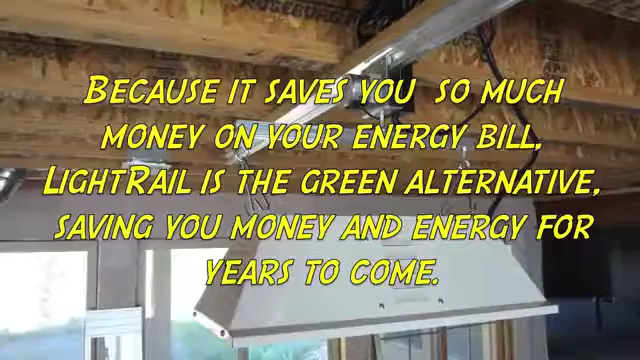 BECAUSE IT SAVES YOU SO MUCH
MONEY ON YOUR ENERGY BILL,
LIGHTRAIL IS THE GREEN ALTERNATIVE,
SAVING YOU MONEY AND ENERGY FOR
YEARS TO COME.